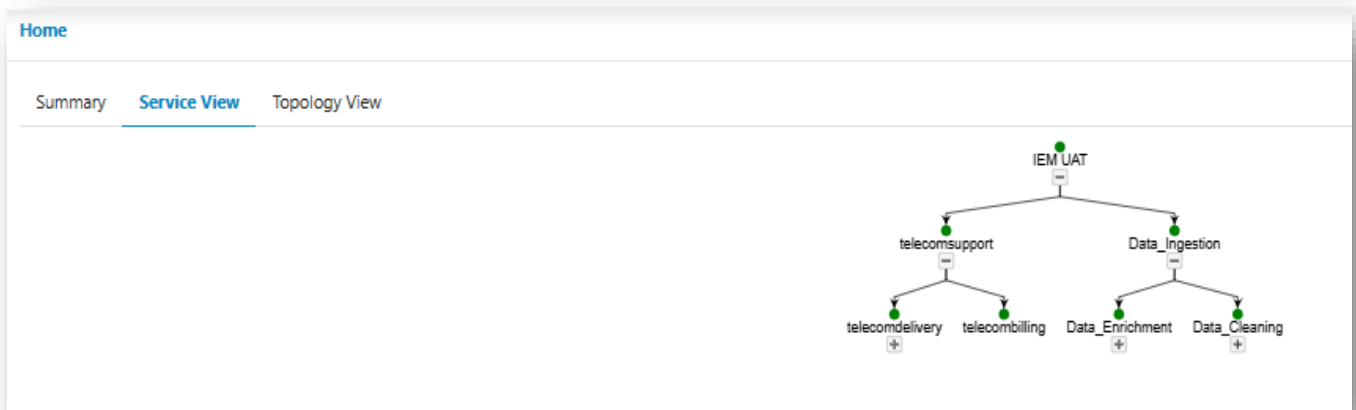 Home
Summary Service View Topology View
IEM UAT
telecomsupport Data_Ingestion
telecomdelivery telecombilling Data_Enrichment Data_Cleaning